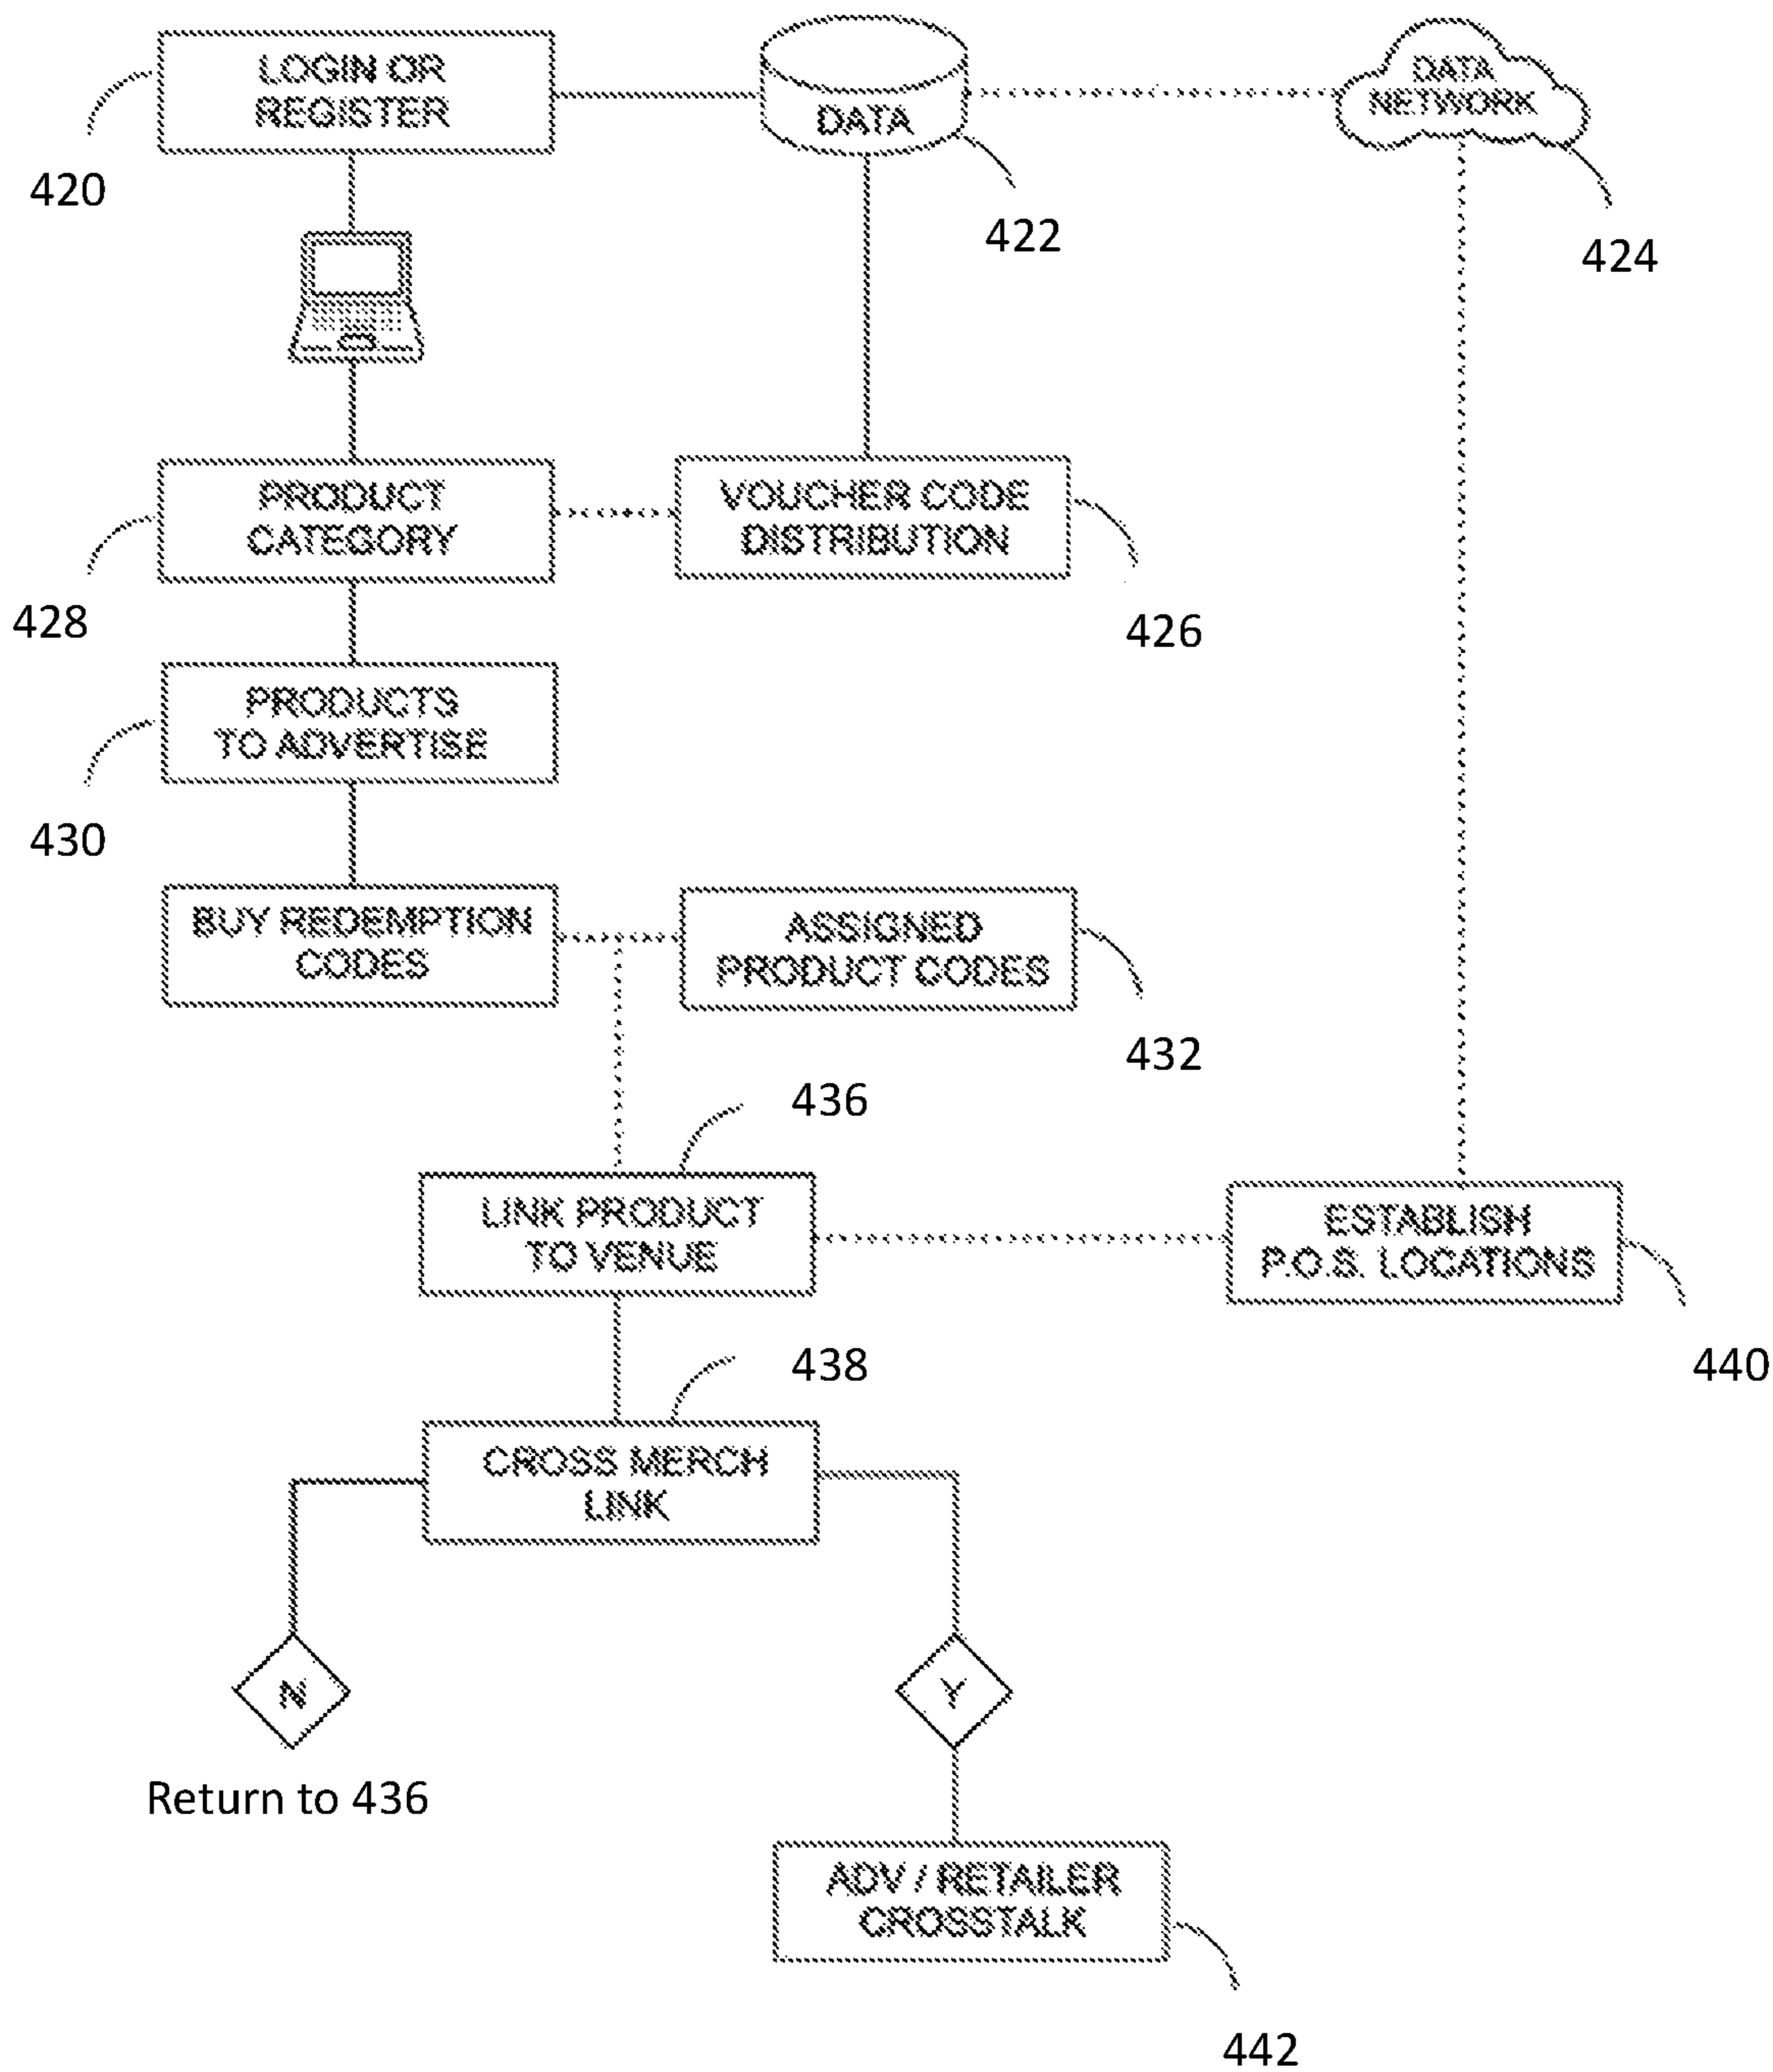 LOGIN OR
REGISTER
DATA
DATA
NETWORK
420
422
424
PRODUCT
CATEGORY
VOUCHER CODE
DISTRIBUTION
428
426
PRODUCTS
TO ADVERTISE
430
BUY REDEMPTION
CODES
ASSIGNED
PRODUCT CODES
432
436
LINK PRODUCT
TO VENUE
ESTABLISH
P.O.S. LOCATIONS
438
440
CROSS MERCH
LINK
N
Y
Return to 436
ADV / RETAILER
CROSSTALK
442